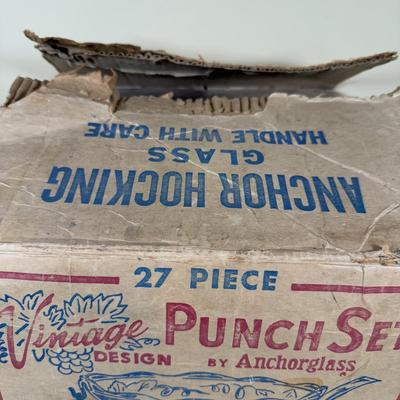 HANDLE WITH CARE
GLASS
ANCHOR HOCKING
27 PIECE
Vintage PUNCH SET
DESIGN BY Anchorglass